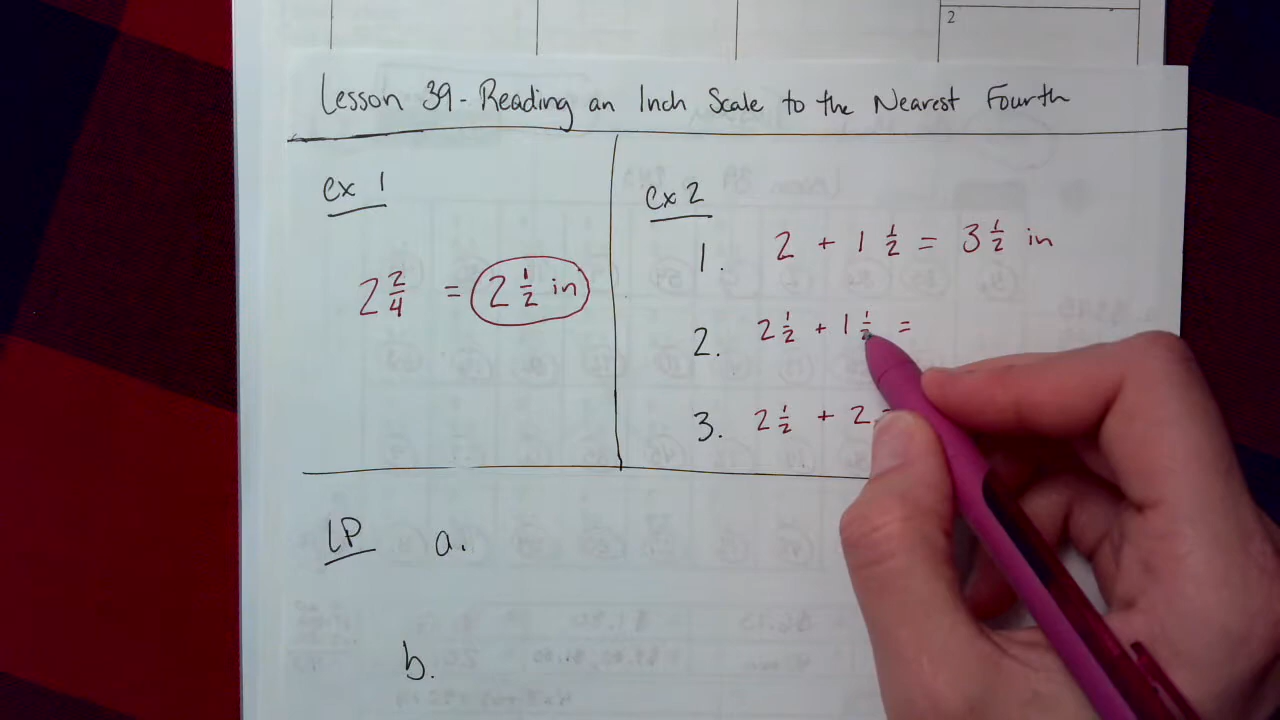 2
Lesson 39 - Reading an Inch Scale to the Nearest Fourth
ex 1
2 2/4 = 2 1/2 in
ex 2
1. 2 + 1 1/2 = 3 1/2 in
2. 2 1/2 + 1 1/2 =
3. 2 1/2 + 2
LP a.
b.